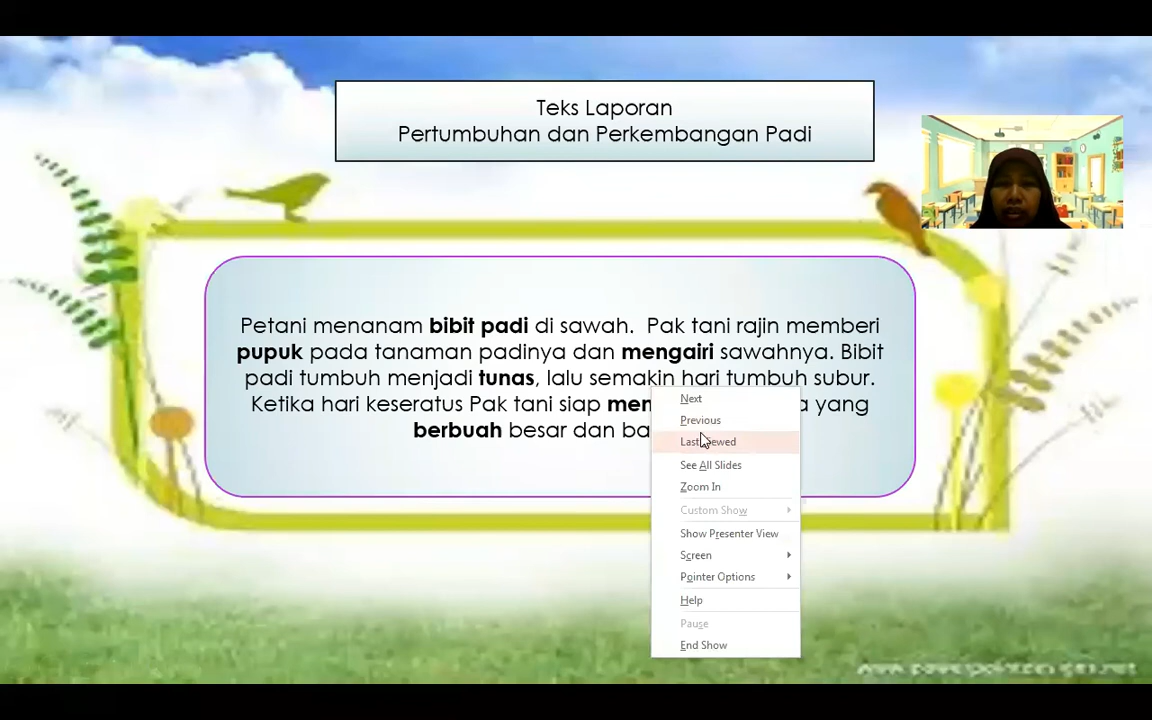 Teks Laporan
Pertumbuhan dan Perkembangan Padi
Petani menanam bibit padi di sawah. Pak tani rajin memberi
pupuk pada tanaman padinya dan mengairi sawahnya. Bibit
padi tumbuh menjadi tunas, lalu semakin hari tumbuh subur.
Ketika hari keseratus Pak tani siap yang
berbuah besar dan
Next
Previous
Last
See All Slides
Zoom In
Custom Show
Show Presenter View
Screen
Pointer Options
Help
Pause
End Show